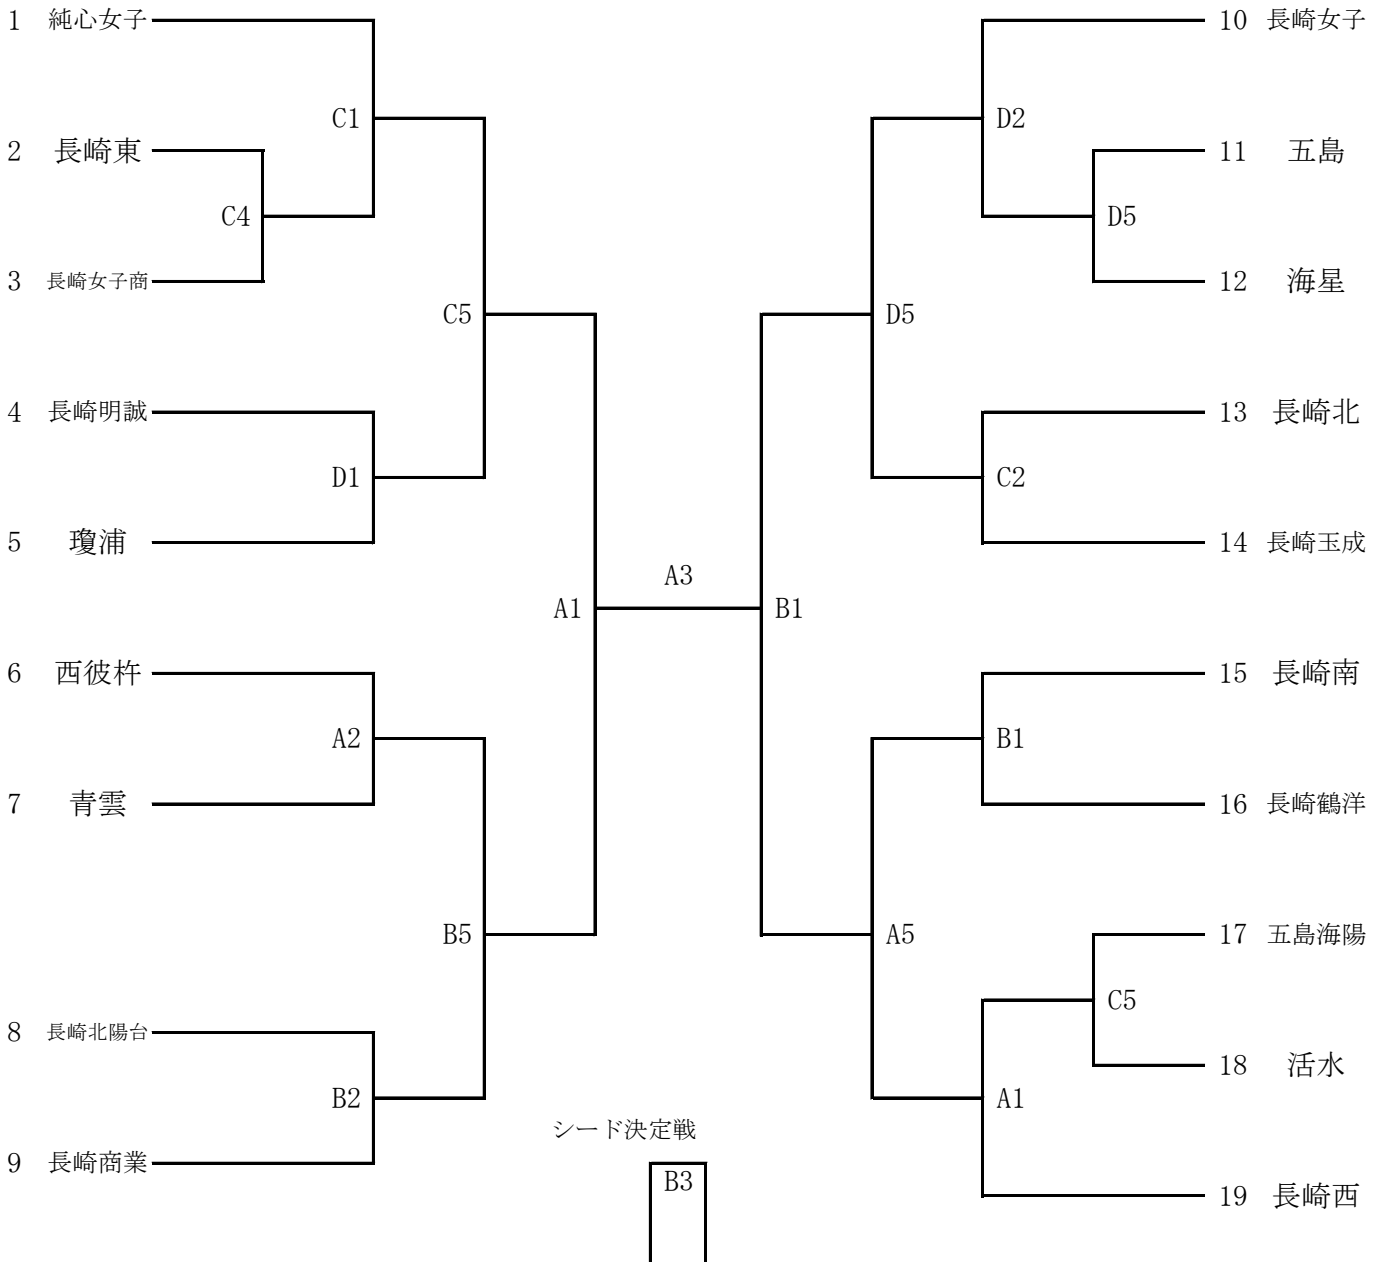 1 純心女子
C1
2 長崎東
C4
3 長崎女子商
C5
4 長崎明誠
D1
5 瓊浦
A1
6 西彼杵
A2
7 青雲
B5
8 長崎北陽台
B2
9 長崎商業
A3
シード決定戦
B3
10 長崎女子
D2
11 五島
D5
12 海星
D5
13 長崎北
C2
14 長崎玉成
B1
15 長崎南
B1
16 長崎鶴洋
A5
17 五島海陽
C5
18 活水
A1
19 長崎西